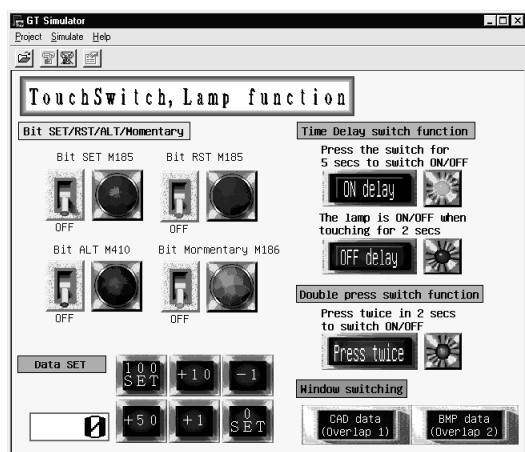 GT Simulator
Project Simulate Help
TouchSwitch, Lamp function
Bit SET/RST/ALT/Momentary
Bit SET M185
Bit RST M185
OFF
OFF
Bit ALT M410
Bit Mormentary M186
OFF
OFF
Data SET
100
SET
+10
-1
0
+50
+1
0
SET
Time Delay switch function
Press the switch for
5 secs to switch ON/OFF
ON delay
The lamp is ON/OFF when
touching for 2 secs
OFF delay
Double press switch function
Press twice in 2 secs
to switch ON/OFF
Press twice
Window switching
CAD data
(Overlap 1)
BMP data
(Overlap 2)